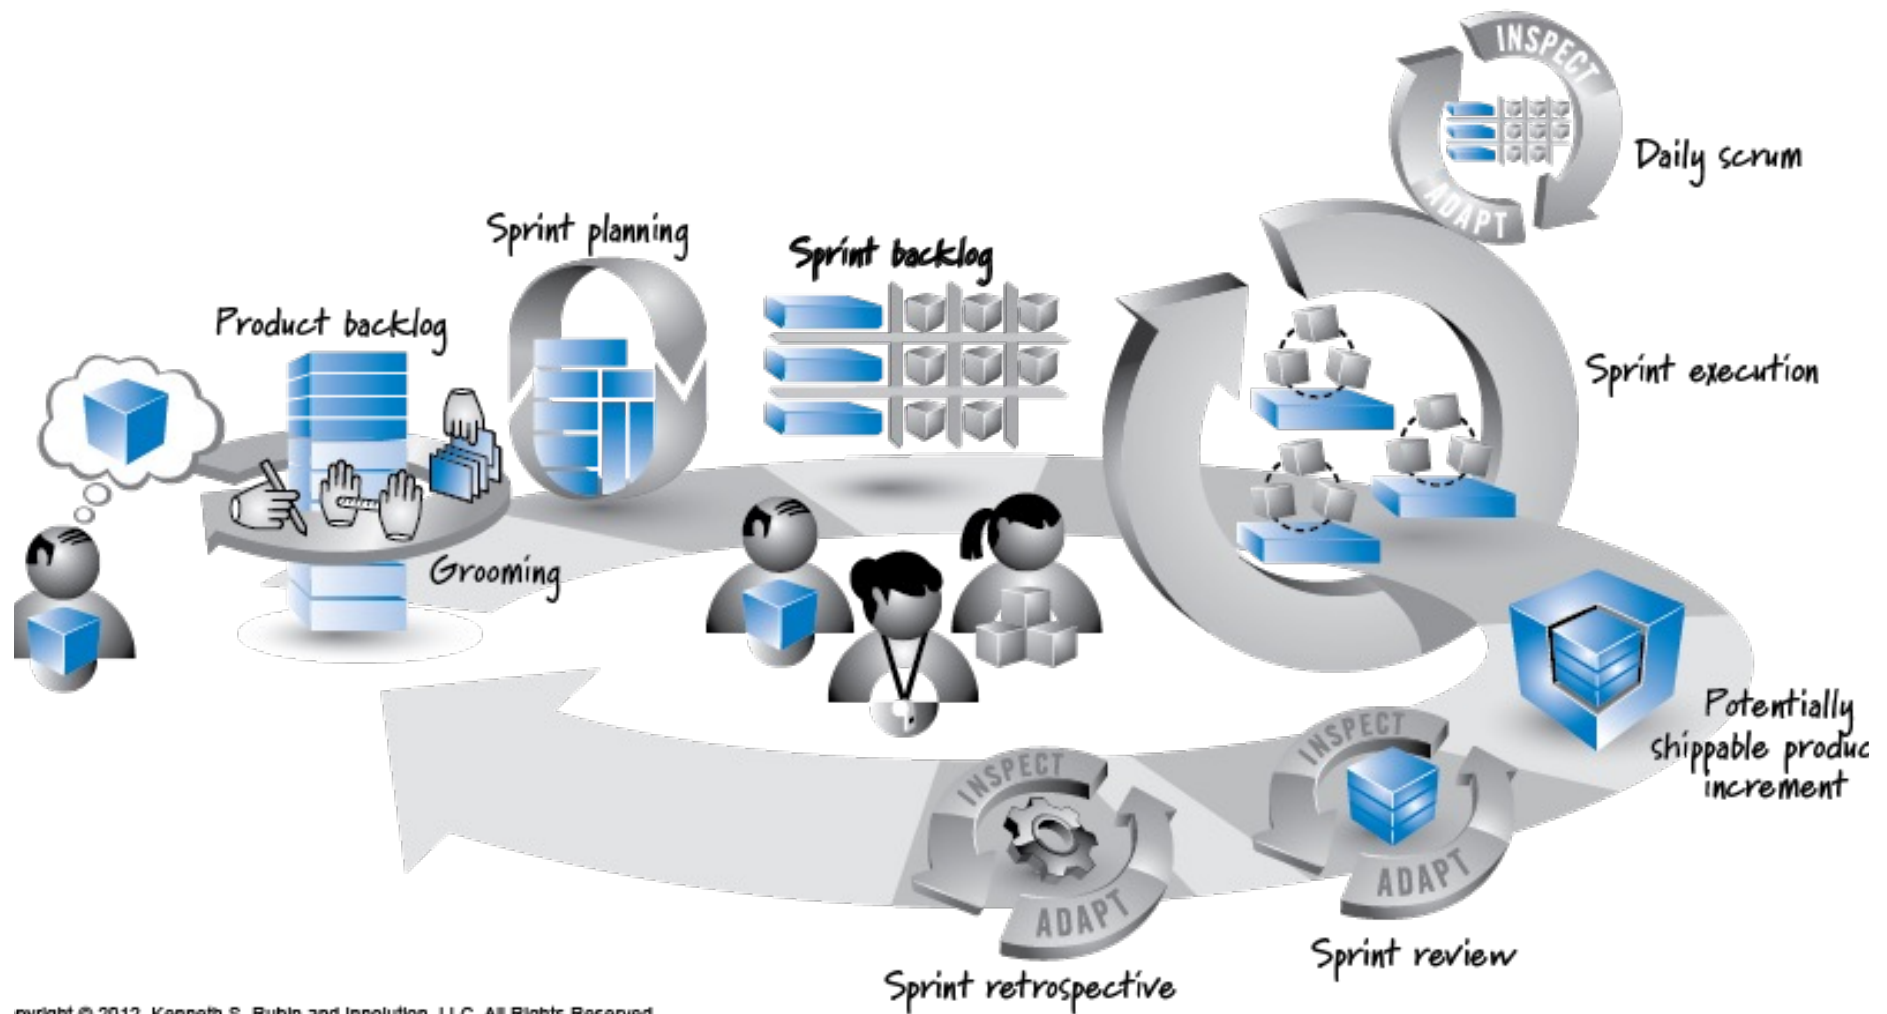 INSPECT
ADAPT
Daily scrum
Sprint planning
Sprint backlog
Product backlog
Sprint execution
Grooming
Potentially
shippable produc
increment
INSPECT
ADAPT
Sprint review
INSPECT
ADAPT
Sprint retrospective
pyright © 2012, Kenneth S. Rubin and Innolution, LLC. All Rights Reserved.